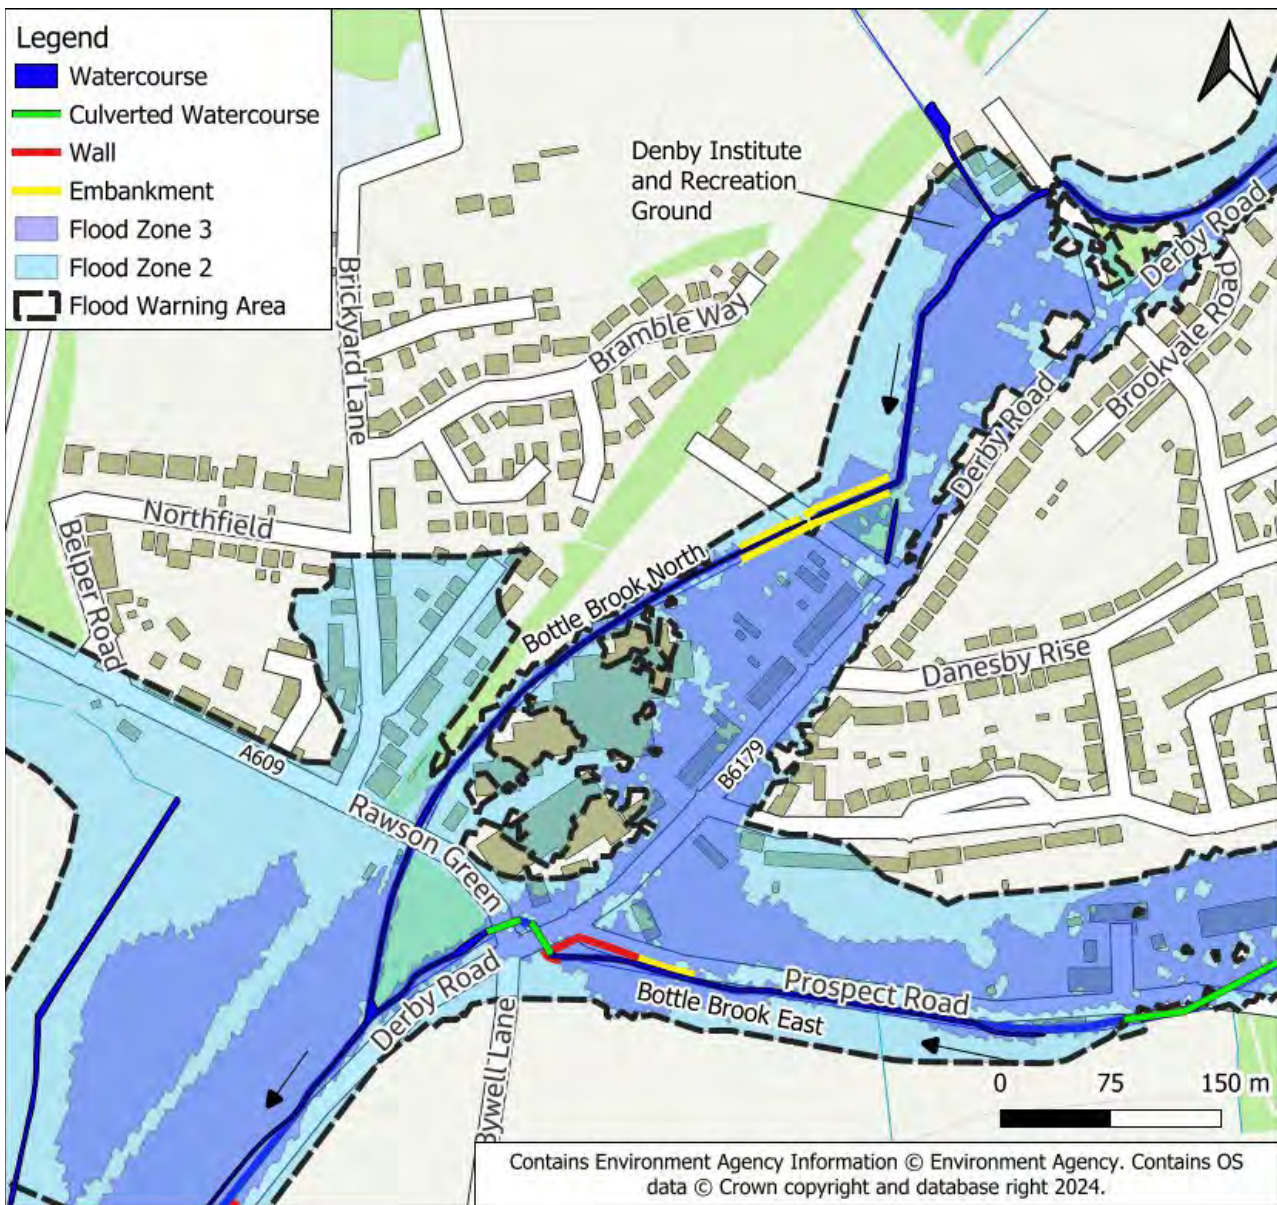 Legend
Watercourse
Culverted Watercourse
Wall
Embankment
Flood Zone 3
Flood Zone 2
Flood Warning Area
Denby Institute
and Recreation
Ground
Derby Road
Brookvale Road
Brickyard Lane
Bramble Way
Derby Road
Northfield
Belper Road
Bottle Brook North
Danesby Rise
A609
B6179
Rawson Green
Derby Road
Prospect Road
Bottle Brook East
Bywell Lane
0 75 150 m
Contains Environment Agency Information © Environment Agency. Contains OS
data © Crown copyright and database right 2024.